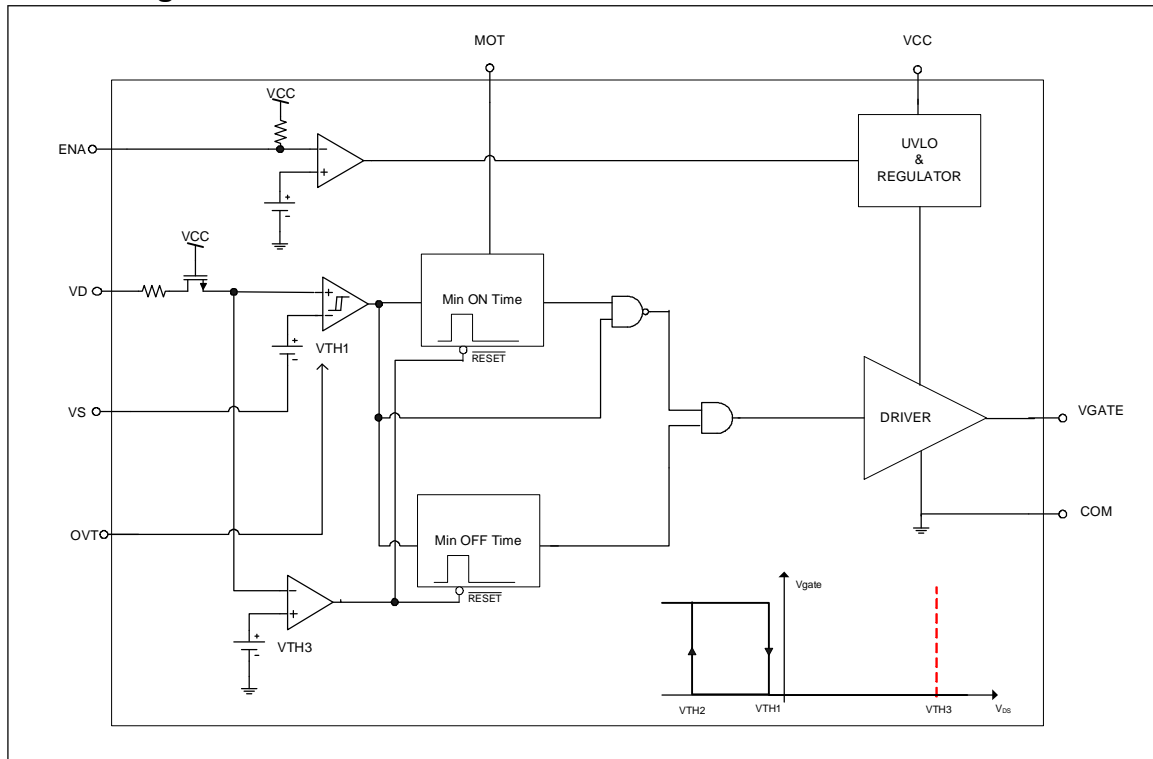 MOT
VCC
VCC
ENA
−
+
+
-
UVLO
&
REGULATOR
VCC
VD
+
−
Min ON Time
RESET
+
-
VTH1
VS
DRIVER
VGATE
OVT
COM
Min OFF Time
RESET
−
+
+
-
VTH3
Vgate
VTH2
VTH1
VTH3
VDS